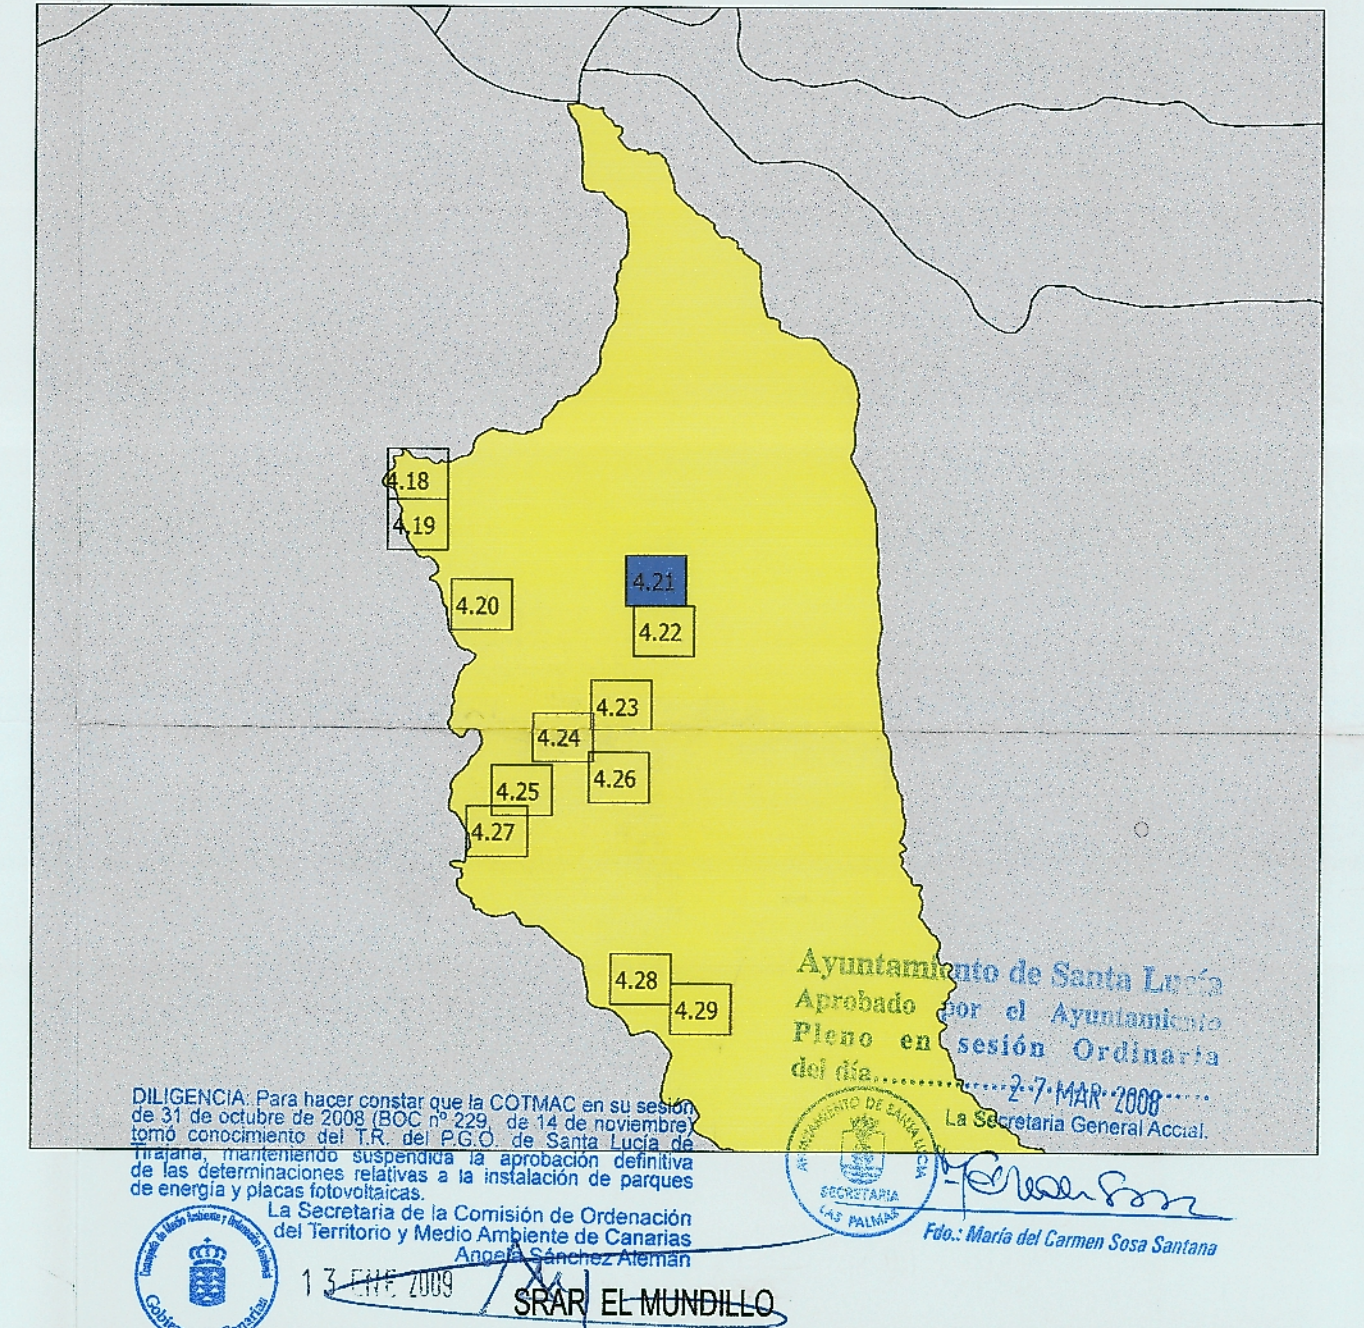 4.18
4.19
4.20
4.21
4.22
4.23
4.24
4.25
4.26
4.27
4.28
4.29
Ayuntamiento de Santa Lucía
Aprobado por el Ayuntamiento
Pleno en sesión Ordinaria
del día 27 MAR 2008
La Secretaria General Acctal.
AYUNTAMIENTO DE SANTA LUCIA
SECRETARIA
LAS PALMAS
Fdo.: María del Carmen Sosa Santana
DILIGENCIA: Para hacer constar que la COTMAC en su sesión
de 31 de octubre de 2008 (BOC nº 229, de 14 de noviembre)
tomó conocimiento del T.R. del P.G.O. de Santa Lucía de
Tirajana, manteniendo suspendida la aprobación definitiva
de las determinaciones relativas a la instalación de parques
de energía y placas fotovoltaicas.
La Secretaria de la Comisión de Ordenación
del Territorio y Medio Ambiente de Canarias
Angela Sánchez Alemán
13 ENE 2009
SRAR EL MUNDILLO